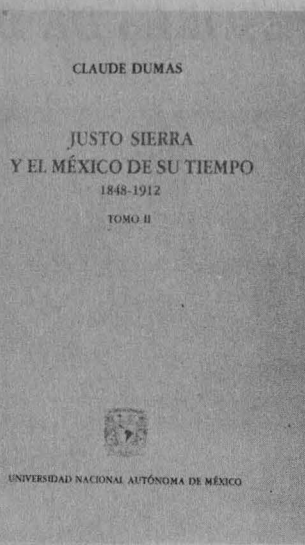 CLAUDE DUMAS
JUSTO SIERRA
Y EL MÉXICO DE SU TIEMPO
1848-1912
TOMO II
UNIVERSIDAD NACIONAL AUTÓNOMA DE MÉXICO